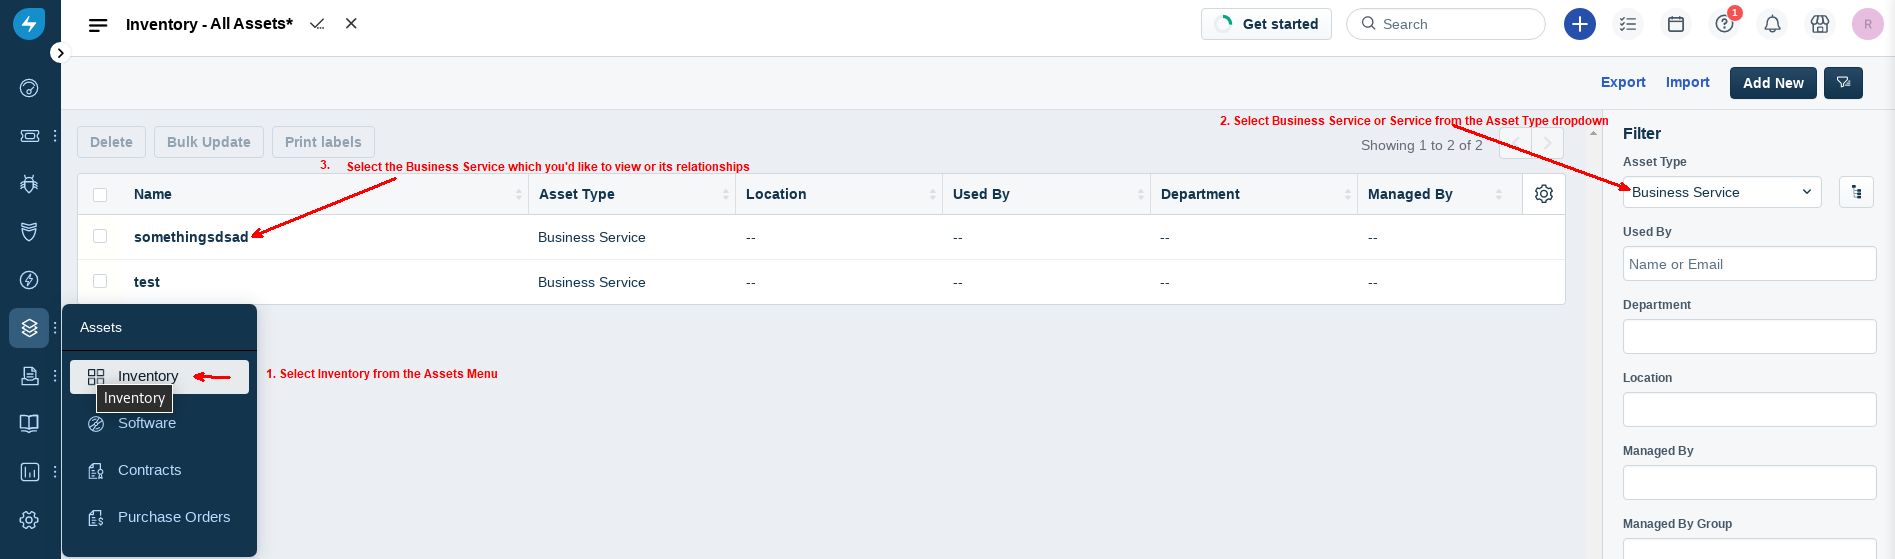 Inventory - All Assets*
Get started
Search
1
R
Export
Import
Add New
2. Select Business Service or Service from the Asset Type dropdown
Delete
Bulk Update
Print labels
Showing 1 to 2 of 2
3. Select the Business Service which you'd like to view or its relationships
Name
Asset Type
Location
Used By
Department
Managed By
somethingsdsad
Business Service
--
--
--
--
test
Business Service
--
--
--
--
Filter
Asset Type
Business Service
Used By
Name or Email
Department
Location
Managed By
Managed By Group
Assets
Inventory
Inventory
1. Select Inventory from the Assets Menu
Software
Contracts
Purchase Orders